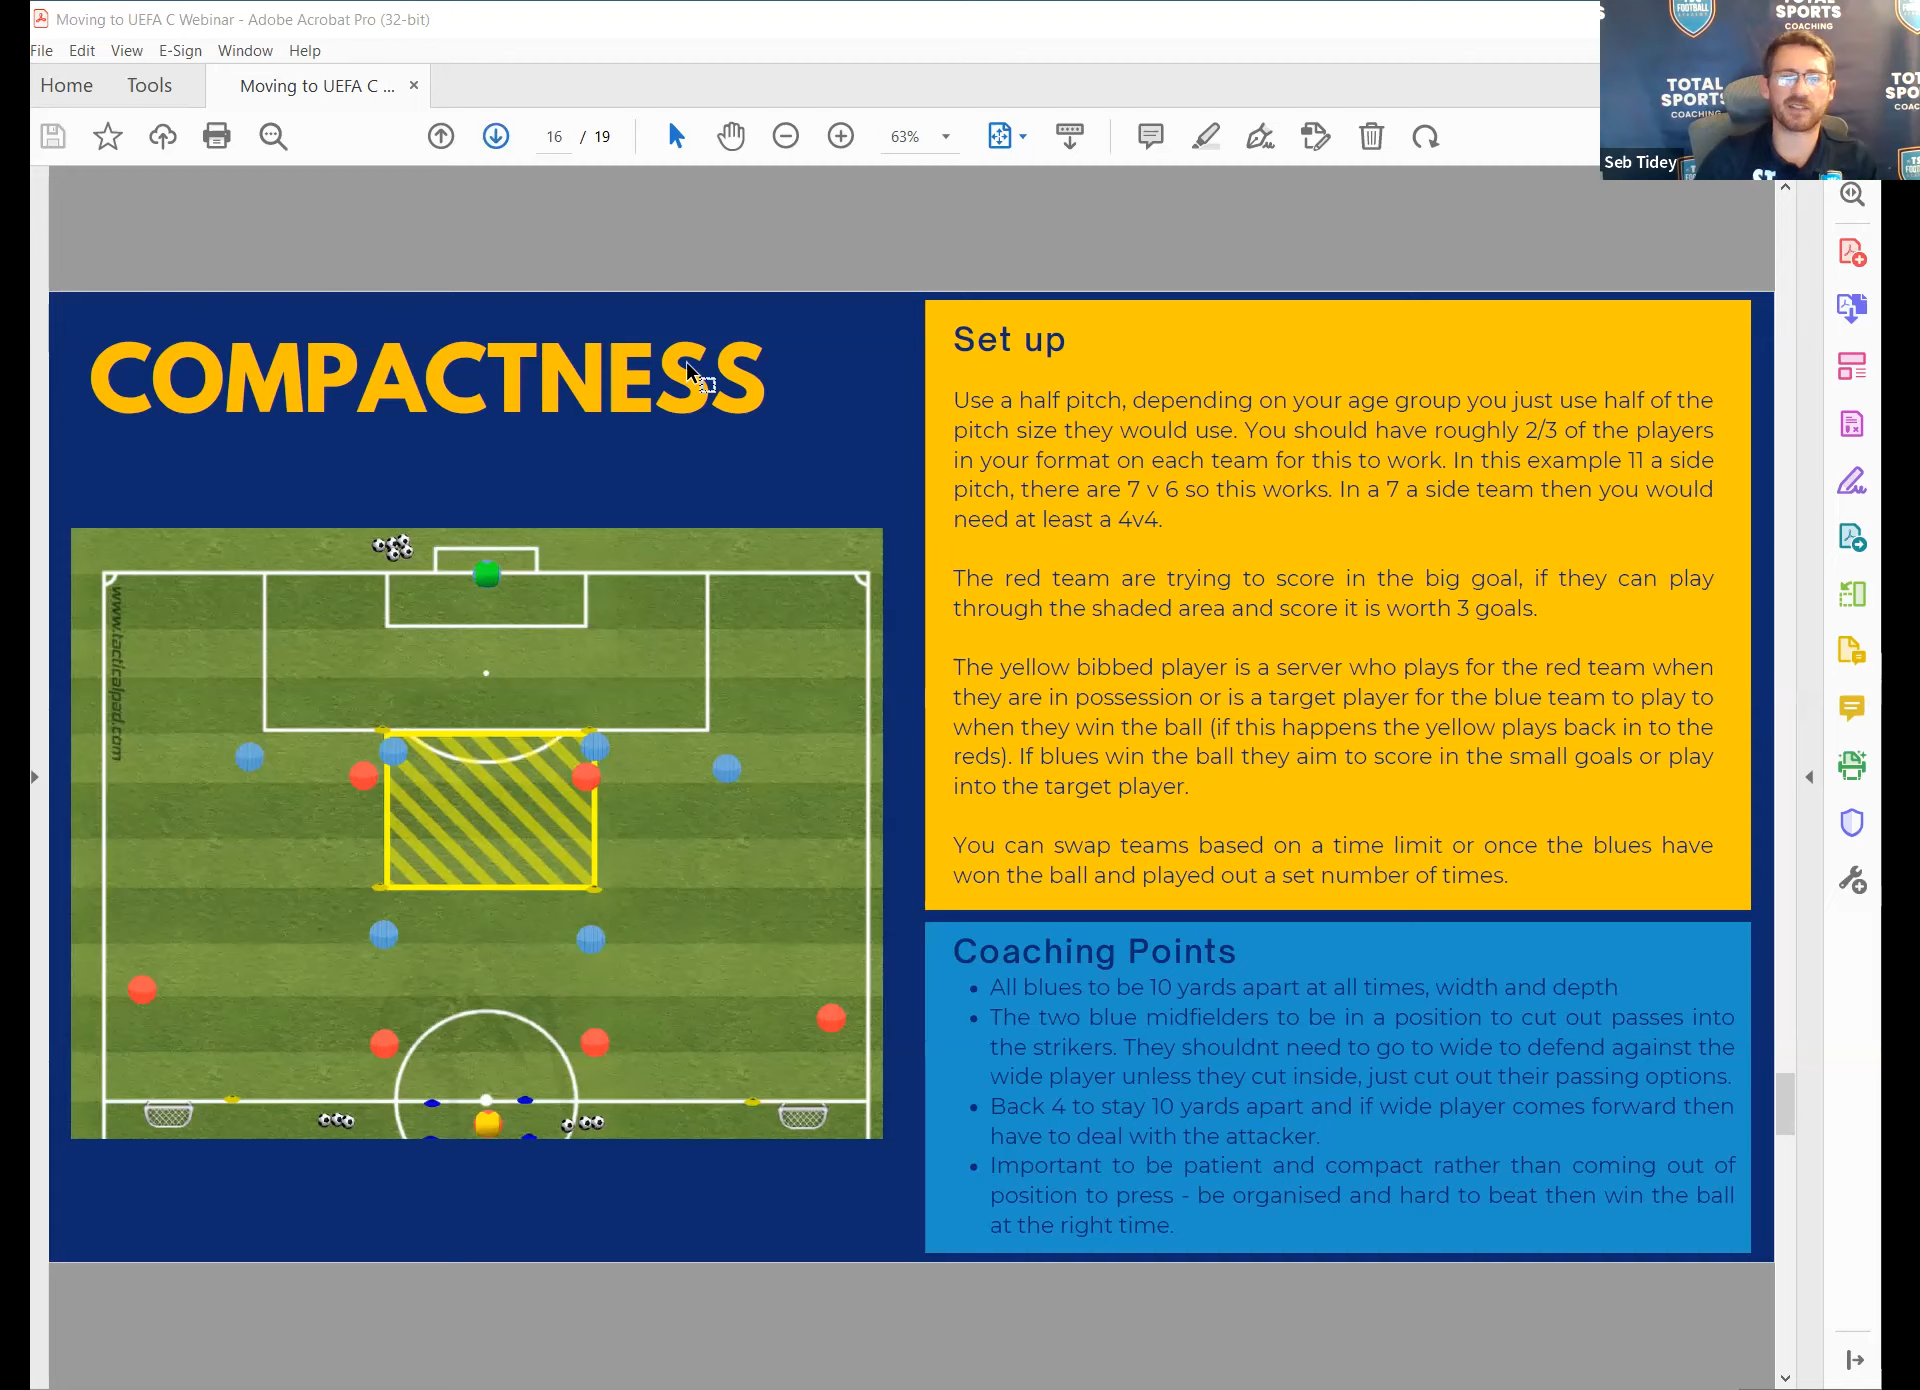 Moving to UEFA C Webinar - Adobe Acrobat Pro (32-bit)
File Edit View E-Sign Window Help
Home Tools Moving to UEFA C ... ×
16 / 19 63%
TOTAL
SPORTS
COACHING
FOOTBALL
TOTAL
SPORTS
COACHING
Seb Tidey
ST
COMPACTNESS
www.tacticalpad.com
Set up
Use a half pitch, depending on your age group you just use half of the
pitch size they would use. You should have roughly 2/3 of the players
in your format on each team for this to work. In this example 11 a side
pitch, there are 7 v 6 so this works. In a 7 a side team then you would
need at least a 4v4.
The red team are trying to score in the big goal, if they can play
through the shaded area and score it is worth 3 goals.
The yellow bibbed player is a server who plays for the red team when
they are in possession or is a target player for the blue team to play to
when they win the ball (if this happens the yellow plays back in to the
reds). If blues win the ball they aim to score in the small goals or play
into the target player.
You can swap teams based on a time limit or once the blues have
won the ball and played out a set number of times.
Coaching Points
• All blues to be 10 yards apart at all times, width and depth
• The two blue midfielders to be in a position to cut out passes into
the strikers. They shouldnt need to go to wide to defend against the
wide player unless they cut inside, just cut out their passing options.
• Back 4 to stay 10 yards apart and if wide player comes forward then
have to deal with the attacker.
• Important to be patient and compact rather than coming out of
position to press - be organised and hard to beat then win the ball
at the right time.